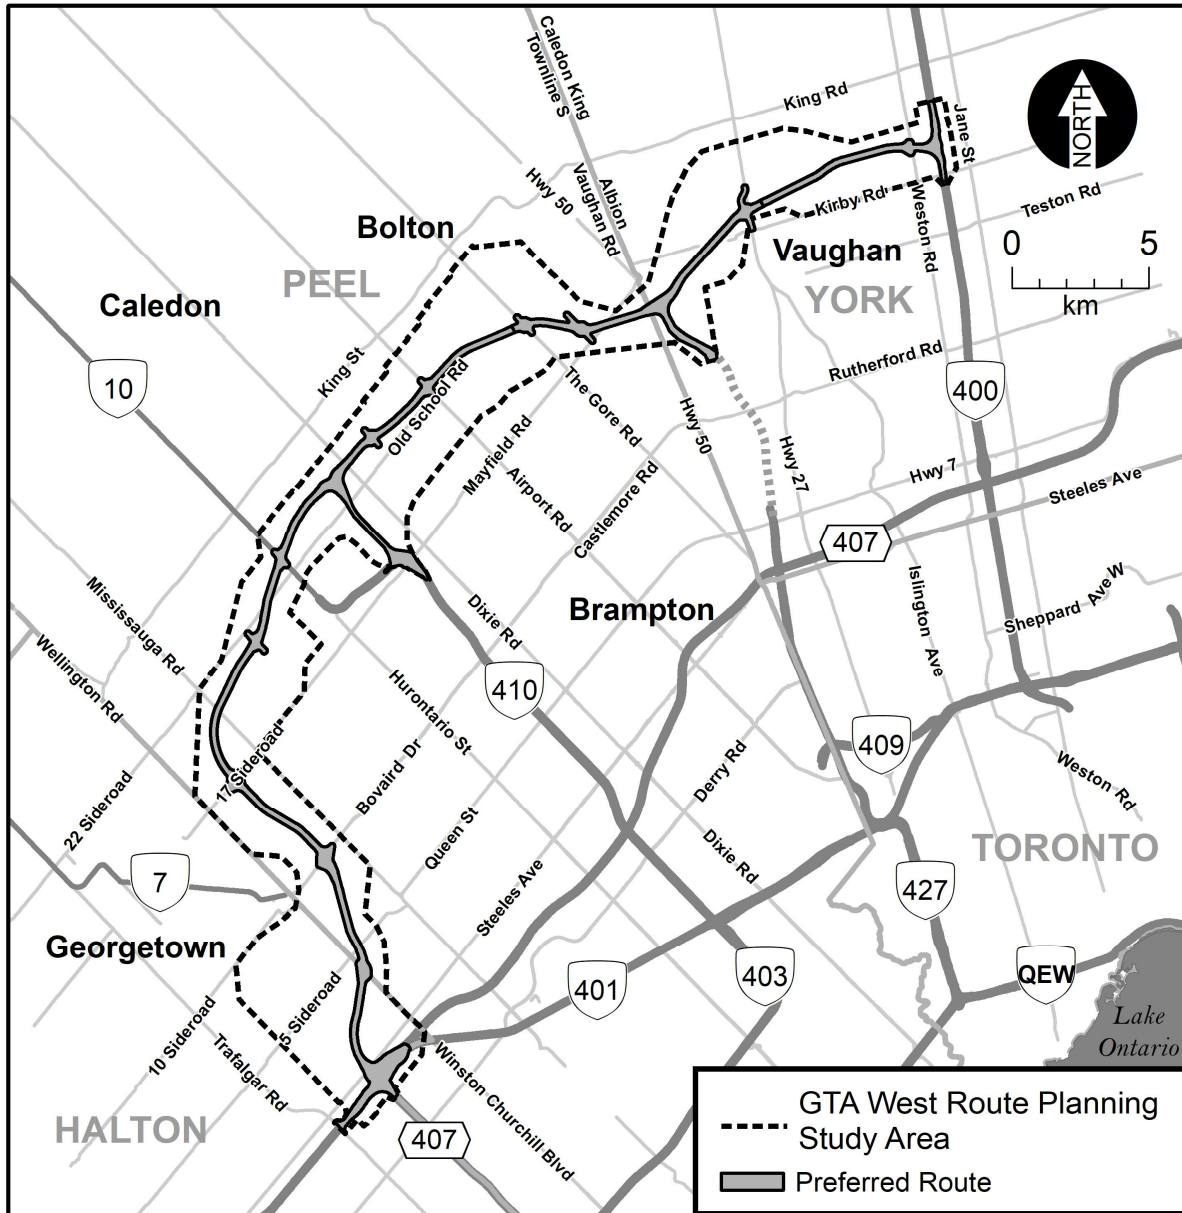 Caledon King
Townline S
King Rd
Jane St
NORTH
Hwy 50
Albion
Vaughan Rd
Kirby Rd
Weston Rd
Teston Rd
Bolton
PEEL
Vaughan
YORK
0 5
km
Caledon
King St
10
Old School Rd
Rutherford Rd
400
The Gore Rd
Hwy 50
Mayfield Rd
Airport Rd
Castlemore Rd
Hwy 27
Hwy 7
Steeles Ave
407
Mississauga Rd
Wellington Rd
Dixie Rd
Brampton
Islington Ave
Sheppard Ave W
410
Hurontario St
409
17 Sideroad
Bovaird Dr
Derry Rd
Weston Rd
22 Sideroad
Queen St
Dixie Rd
TORONTO
7
Steeles Ave
427
Georgetown
401
403
QEW
5 Sideroad
10 Sideroad
Trafalgar Rd
Winston Churchill Blvd
Lake
Ontario
HALTON
407
GTA West Route Planning
Study Area
Preferred Route